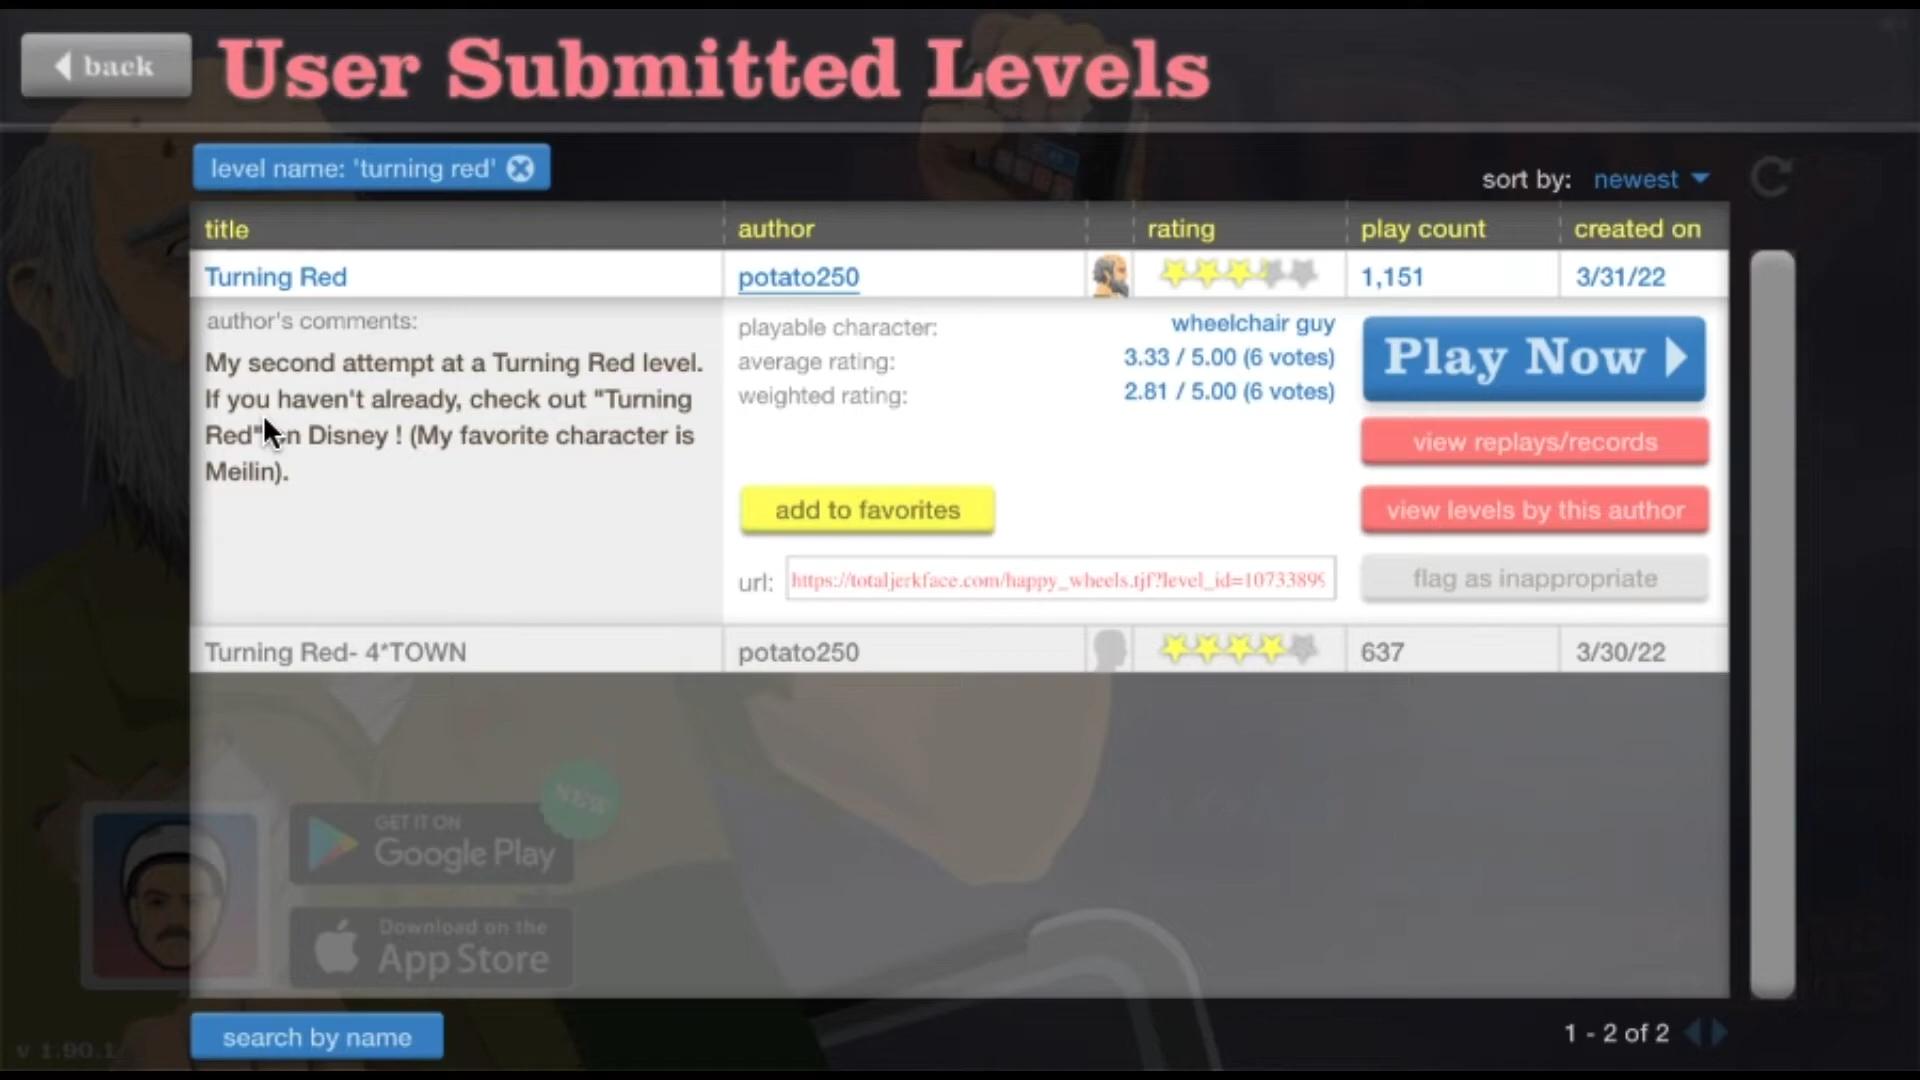 back
User Submitted Levels
level name: 'turning red'
sort by: newest
title author rating play count created on
Turning Red potato250 1,151 3/31/22
author's comments:
My second attempt at a Turning Red level.
If you haven't already, check out "Turning
Red" Disney ! (My favorite character is
Meilin).
playable character: wheelchair guy
average rating: 3.33 / 5.00 (6 votes)
weighted rating: 2.81 / 5.00 (6 votes)
add to favorites
url: https://totaljerkface.com/happy_wheels.tjf?level_id=10733899
Play Now
view replays/records
view levels by this author
flag as inappropriate
Turning Red- 4*TOWN potato250 637 3/30/22
NEW
GET IT ON
Google Play
Download on the
App Store
search by name
1 - 2 of 2